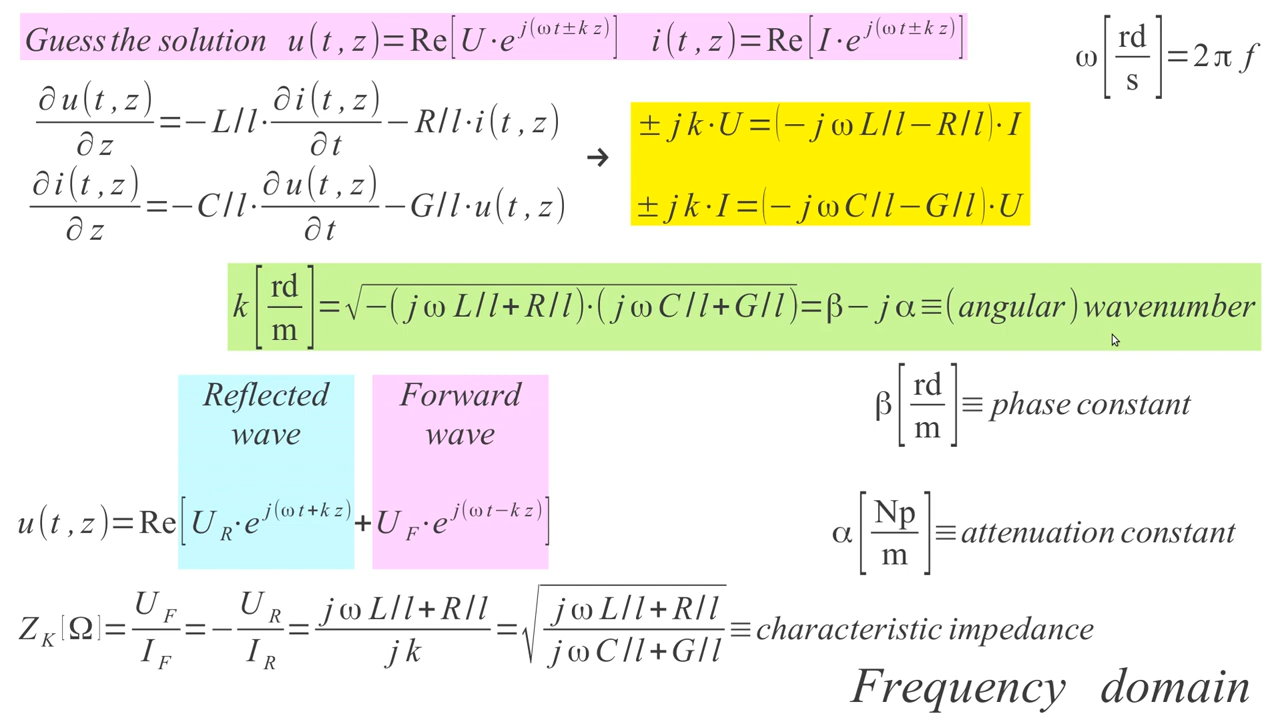 Guess the solution u(t,z)=Re[U·e^{j(ωt±kz)}] i(t,z)=Re[I·e^{j(ωt±kz)}]
ω[rd/s]=2πf
∂u(t,z)/∂z=−L/l·∂i(t,z)/∂t−R/l·i(t,z)
∂i(t,z)/∂z=−C/l·∂u(t,z)/∂t−G/l·u(t,z)
→
±jk·U=(−jωL/l−R/l)·I
±jk·I=(−jωC/l−G/l)·U
k[rd/m]=√(−(jωL/l+R/l)·(jωC/l+G/l))=β−jα≡(angular)wavenumber
Reflected
wave
Forward
wave
β[rd/m]≡phase constant
u(t,z)=Re[U_R·e^{j(ωt+kz)}+U_F·e^{j(ωt−kz)}]
α[Np/m]≡attenuation constant
Z_K[Ω]=U_F/I_F=−U_R/I_R=(jωL/l+R/l)/(jk)=√((jωL/l+R/l)/(jωC/l+G/l))≡characteristic impedance
Frequency domain